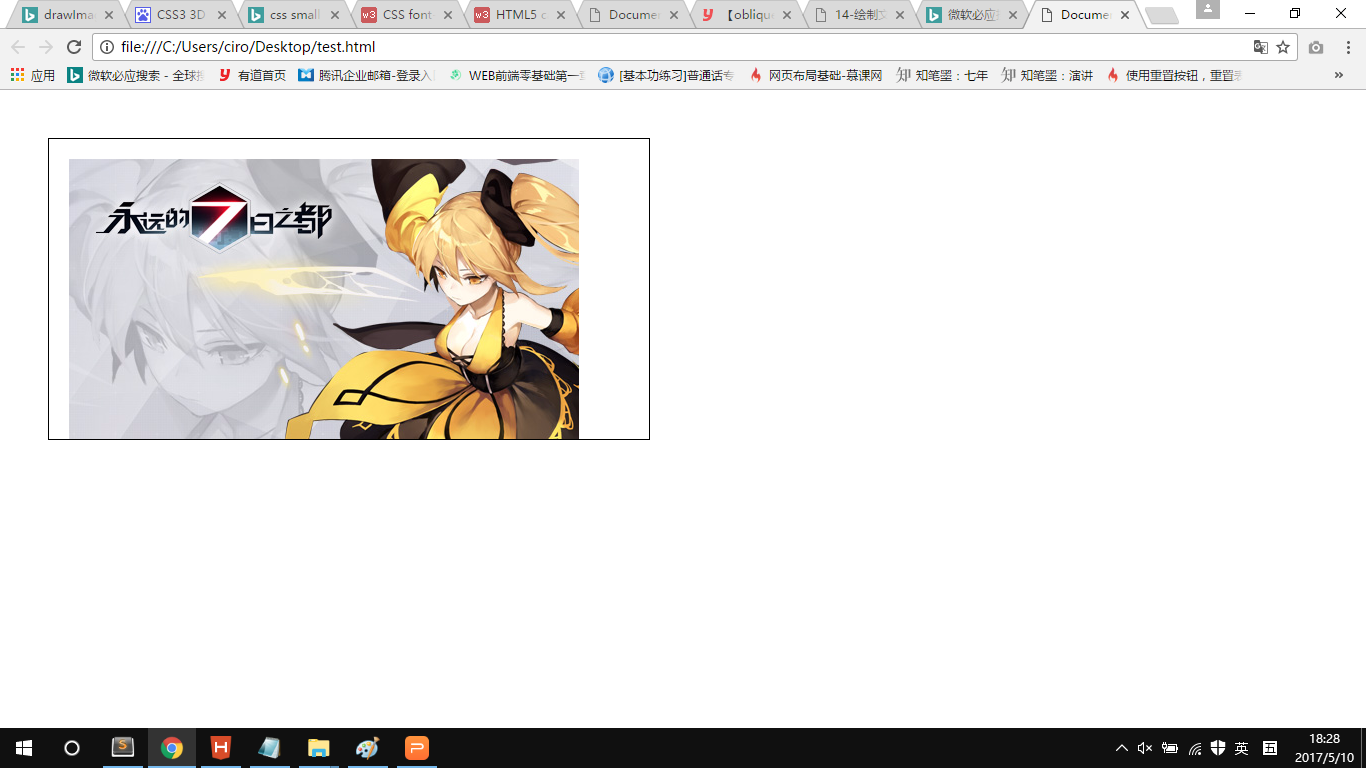 drawIma
CSS3 3D
css small
CSS font
HTML5 c
Docume
【obliqu
14-绘制文
微软必应
Docume
file:///C:/Users/ciro/Desktop/test.html
应用
微软必应搜索 - 全球搜
有道首页
腾讯企业邮箱-登录入
WEB前端零基础第一
[基本功练习]普通话专
网页布局基础-慕课网
知笔墨：七年
知笔墨：演讲
使用重置按钮，重置表
永远的7日之都
英
五
18:28
2017/5/10